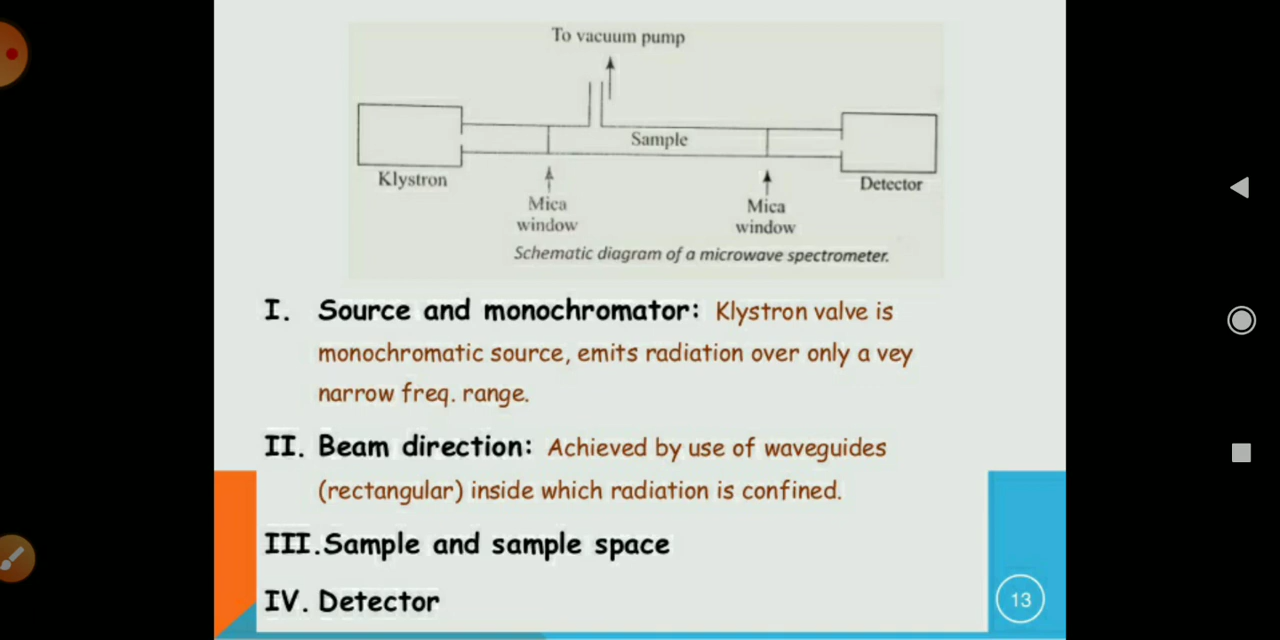 To vacuum pump
Sample
Klystron
Detector
Mica
window
Mica
window
Schematic diagram of a microwave spectrometer.
I. Source and monochromator: Klystron valve is
monochromatic source, emits radiation over only a vey
narrow freq. range.
II. Beam direction: Achieved by use of waveguides
(rectangular) inside which radiation is confined.
III.Sample and sample space
IV. Detector
13